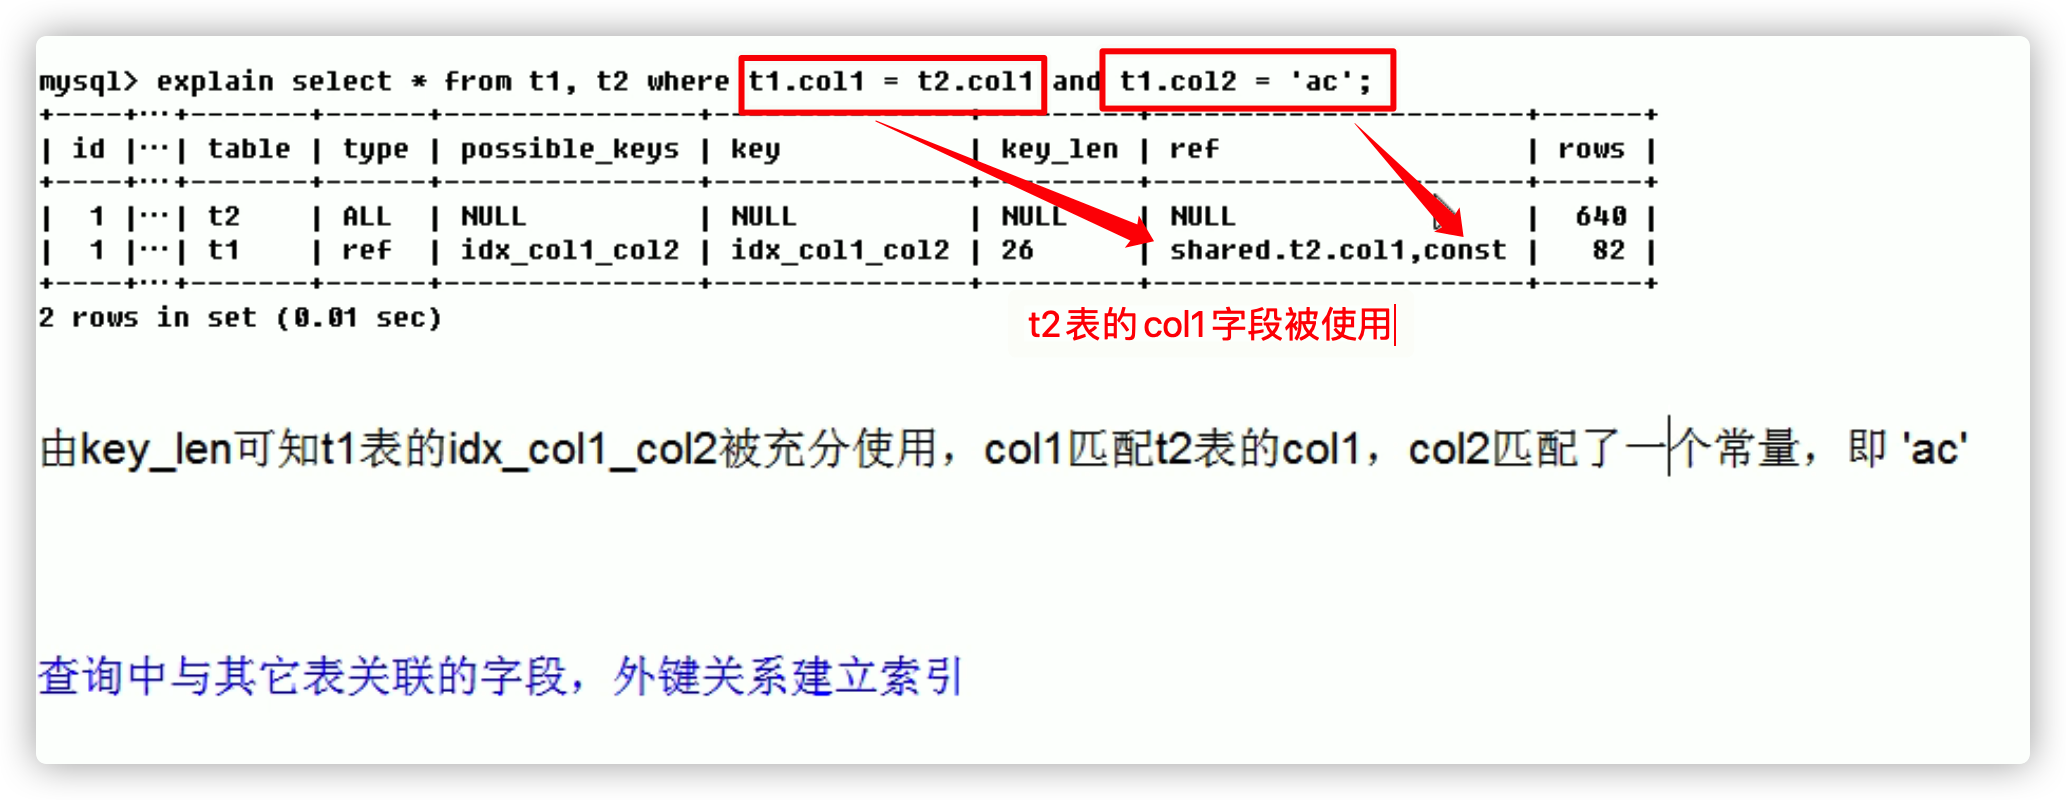 mysql> explain select * from t1, t2 where t1.col1 = t2.col1 and t1.col2 = 'ac';
+----+···+-------+------+---------------+---------------+---------+----------------------+------+
| id |···| table | type | possible_keys | key | key_len | ref | rows |
+----+···+-------+------+---------------+---------------+---------+----------------------+------+
| 1 |···| t2 | ALL | NULL | NULL | NULL | NULL | 640 |
| 1 |···| t1 | ref | idx_col1_col2 | idx_col1_col2 | 26 | shared.t2.col1,const | 82 |
+----+···+-------+------+---------------+---------------+---------+----------------------+------+
2 rows in set (0.01 sec)
t2表的col1字段被使用
由key_len可知t1表的idx_col1_col2被充分使用，col1匹配t2表的col1，col2匹配了一个常量，即 'ac'
查询中与其它表关联的字段，外键关系建立索引